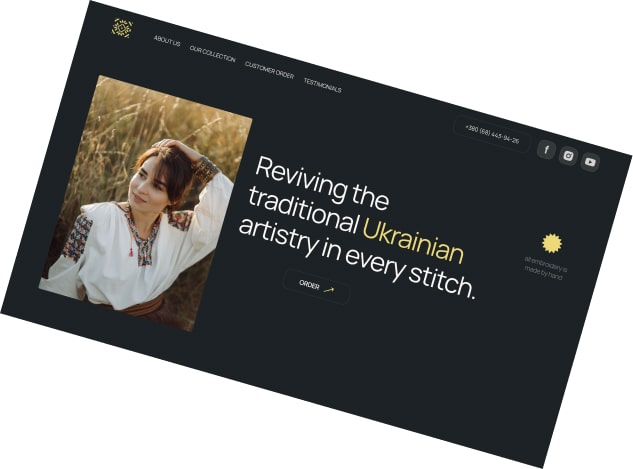 ABOUT US
OUR COLLECTION
CUSTOMER ORDER
TESTIMONIALS
+380 (68) 443-94-26
Reviving the
traditional Ukrainian
artistry in every stitch.
ORDER
all embroidery is
made by hand